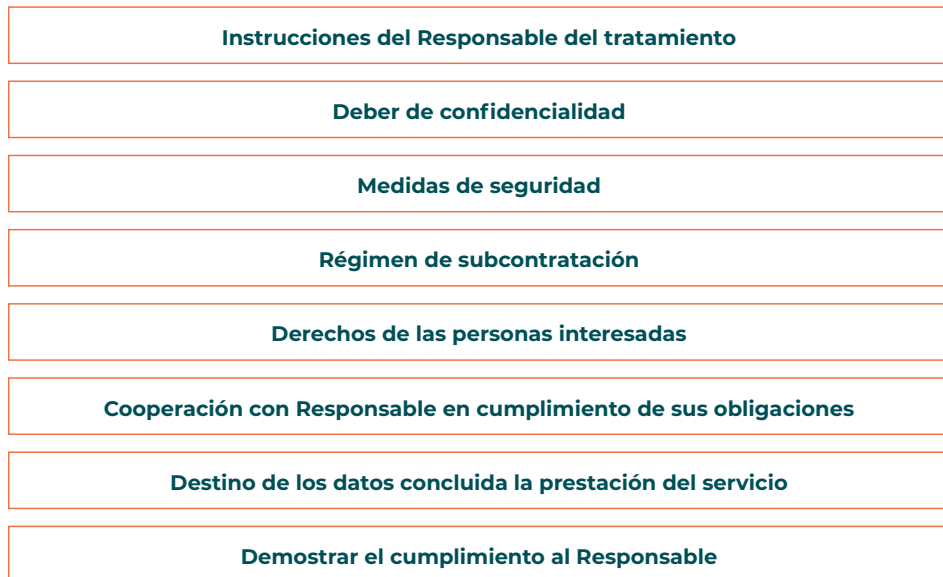 Instrucciones del Responsable del tratamiento
Deber de confidencialidad
Medidas de seguridad
Régimen de subcontratación
Derechos de las personas interesadas
Cooperación con Responsable en cumplimiento de sus obligaciones
Destino de los datos concluida la prestación del servicio
Demostrar el cumplimiento al Responsable